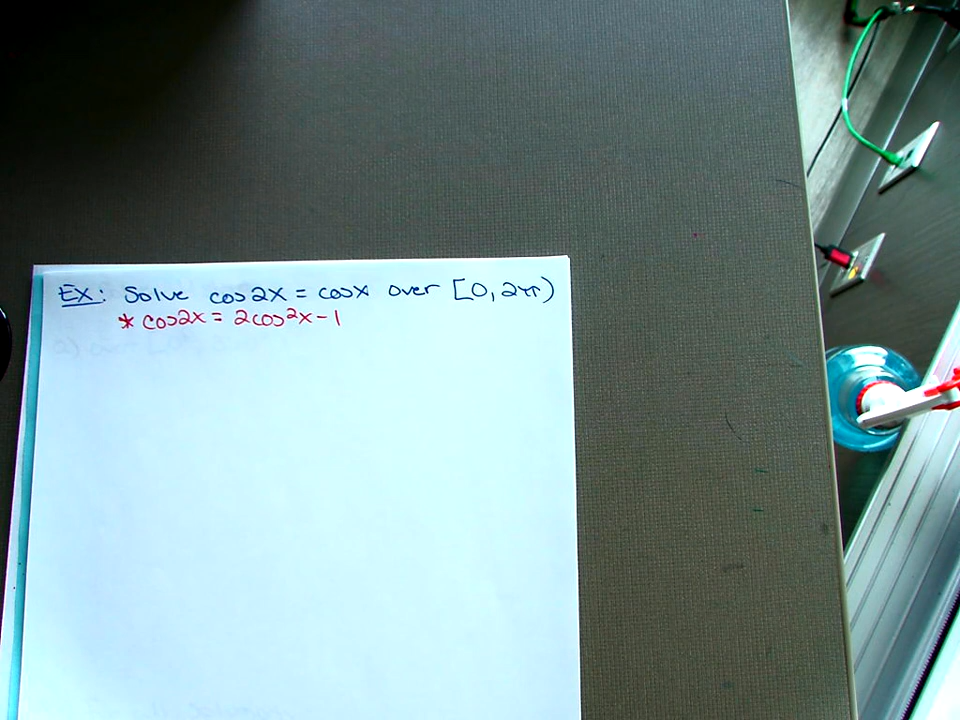 EX: Solve cos2x = cosx over [0, 2π)
* cos2x = 2cos²x - 1